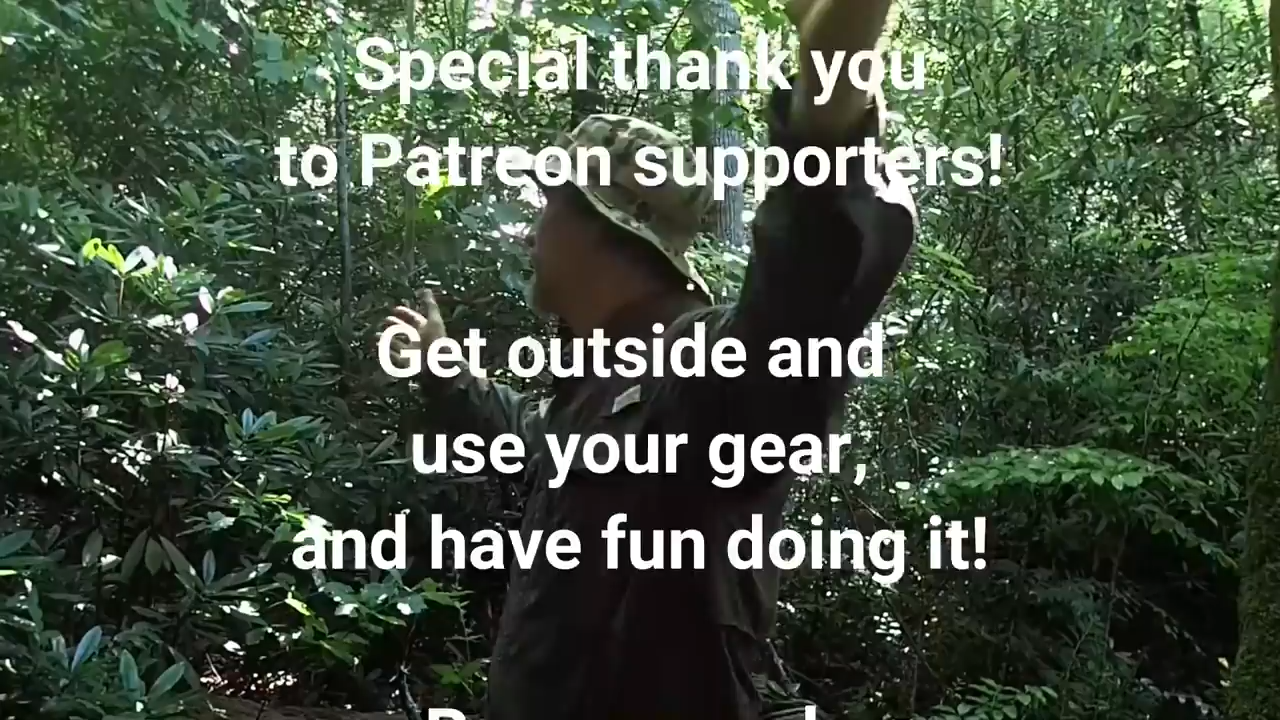 Special thank you
to Patreon supporters!
Get outside and
use your gear,
and have fun doing it!